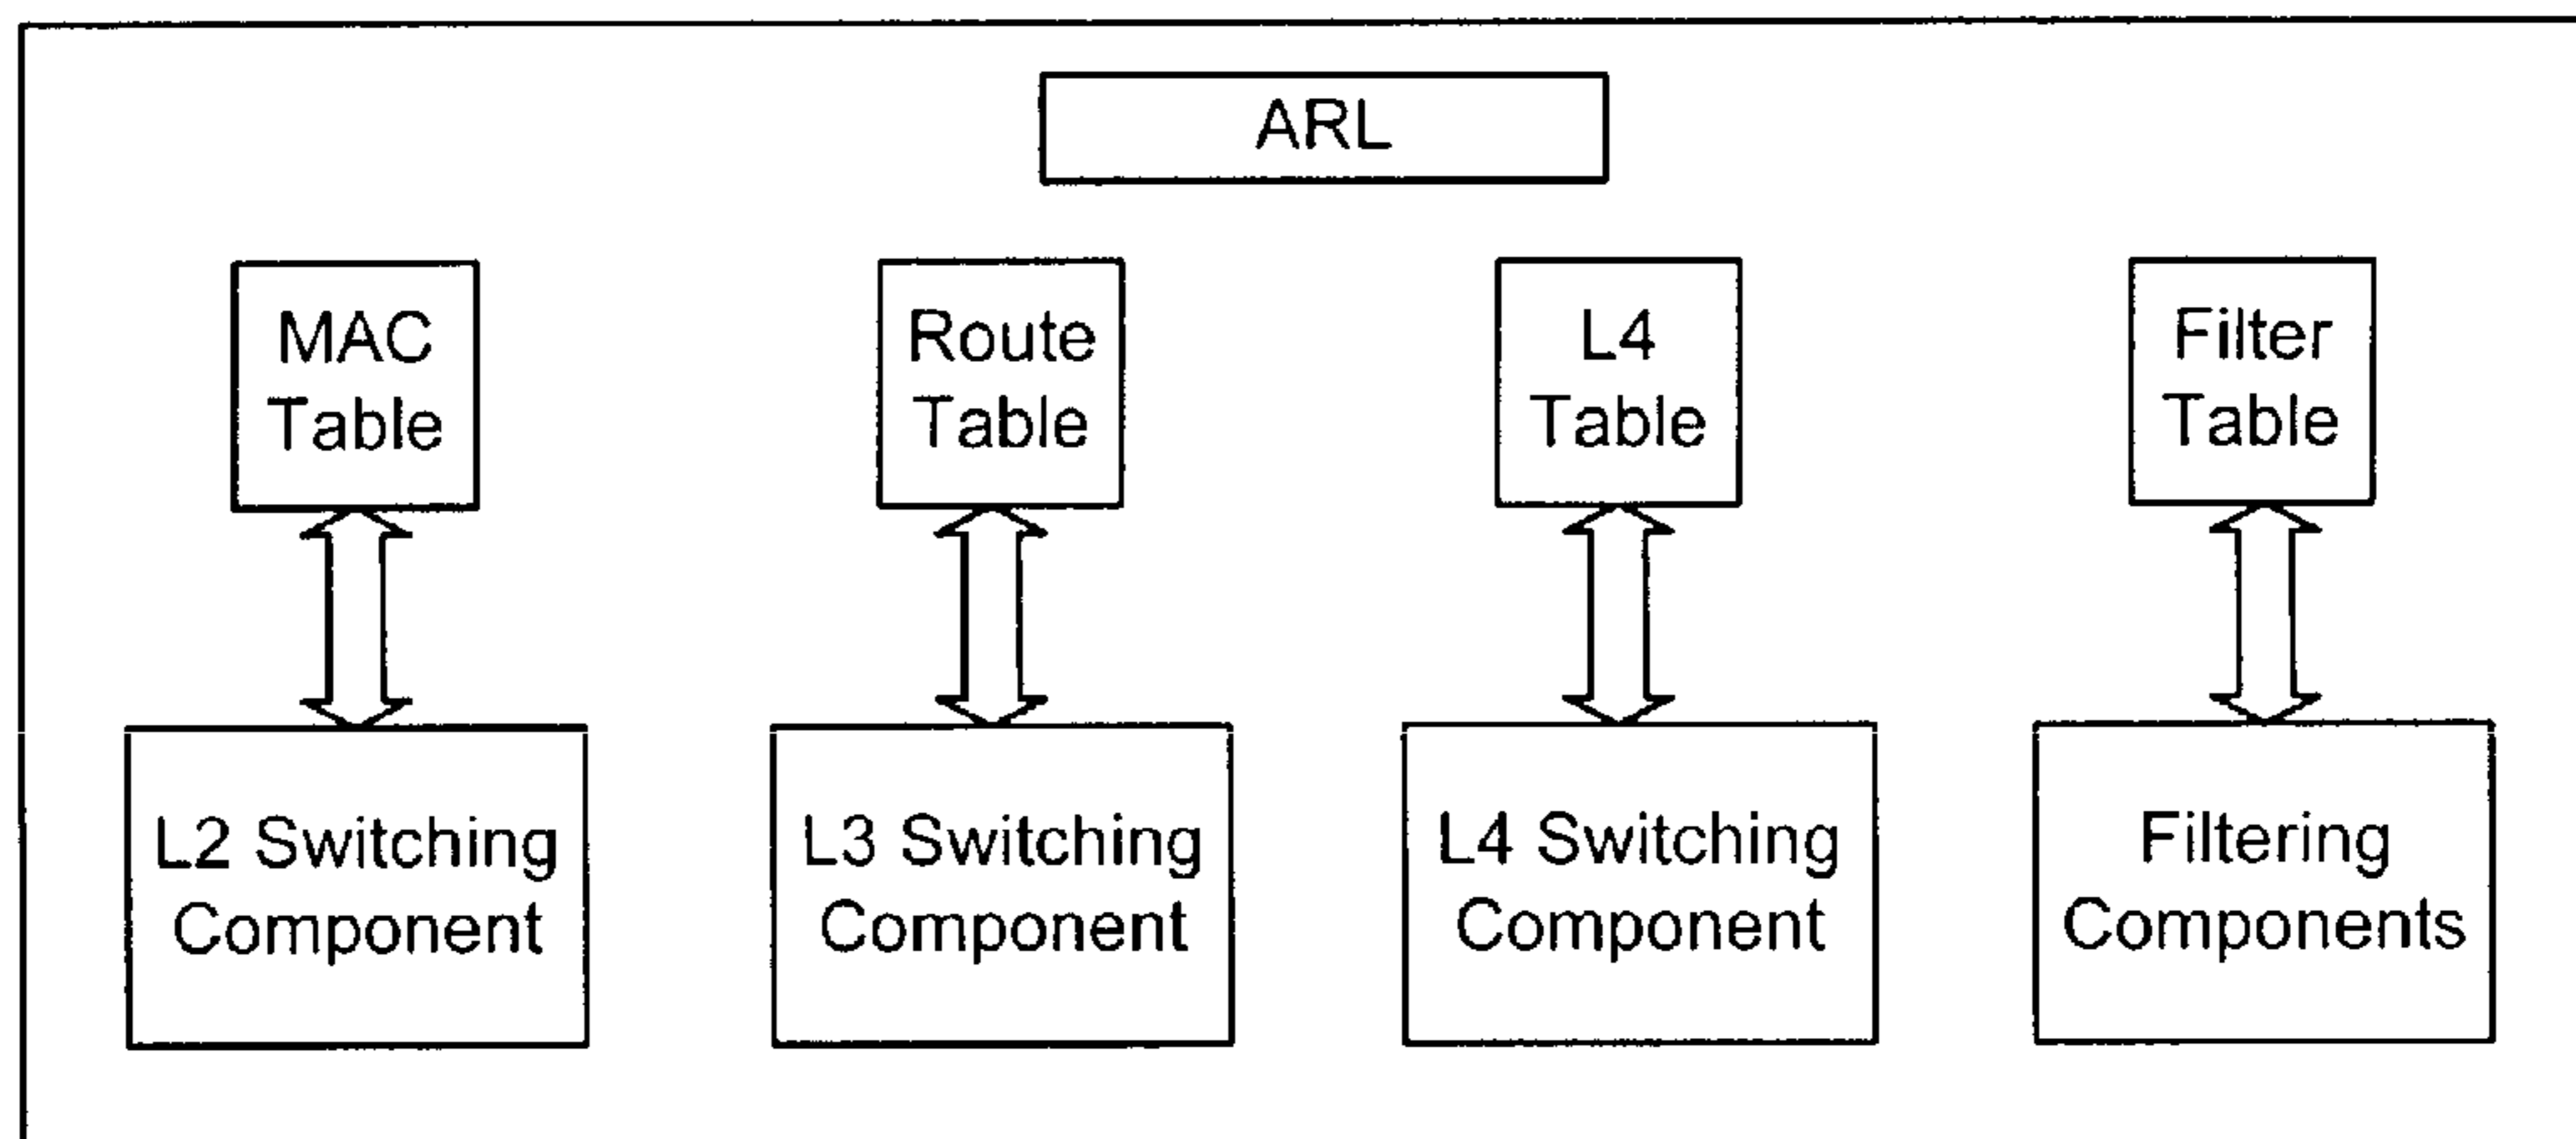 ARL
MAC
Table
Route
Table
L4
Table
Filter
Table
L2 Switching
Component
L3 Switching
Component
L4 Switching
Component
Filtering
Components